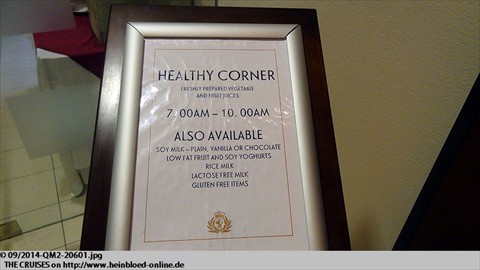 HEALTHY CORNER
FRESHLY PREPARED VEGETABLE
AND FRUIT JUICES
7. 00AM – 10. 00AM
ALSO AVAILABLE
SOY MILK – PLAIN, VANILLA OR CHOCOLATE
LOW FAT FRUIT AND SOY YOGHURTS
RICE MILK
LACTOSE FREE MILK
GLUTEN FREE ITEMS
© 09/2014-QM2-20601.jpg
THE CRUISES on http://www.heinbloed-online.de